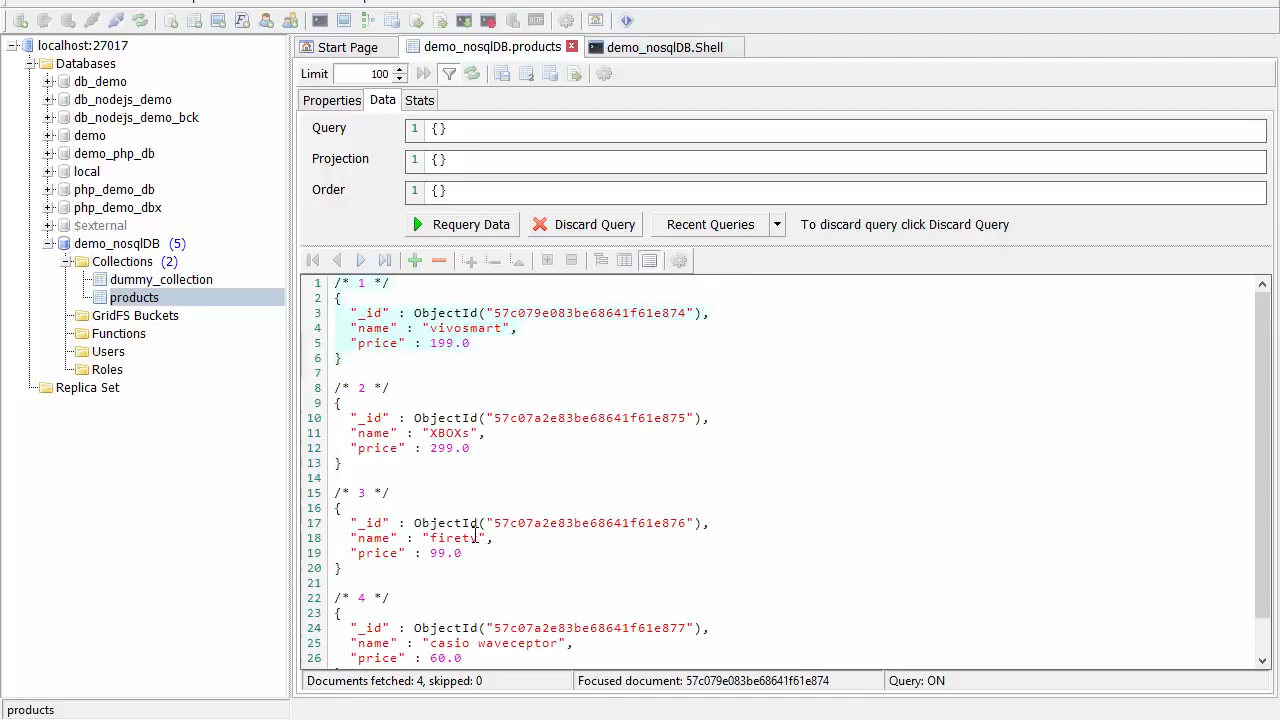 localhost:27017
Databases
db_demo
db_nodejs_demo
db_nodejs_demo_bck
demo
demo_php_db
local
php_demo_db
php_demo_dbx
$external
demo_nosqlDB (5)
Collections (2)
dummy_collection
products
GridFS Buckets
Functions
Users
Roles
Replica Set
Start Page demo_nosqlDB.products demo_nosqlDB.Shell
Limit 100
Properties Data Stats
Query 1 {}
Projection 1 {}
Order 1 {}
Requery Data Discard Query Recent Queries To discard query click Discard Query
1 /* 1 */
2 {
3 "_id" : ObjectId("57c079e083be68641f61e874"),
4 "name" : "vivosmart",
5 "price" : 199.0
6 }
7
8 /* 2 */
9 {
10 "_id" : ObjectId("57c07a2e83be68641f61e875"),
11 "name" : "XBOXs",
12 "price" : 299.0
13 }
14
15 /* 3 */
16 {
17 "_id" : ObjectId("57c07a2e83be68641f61e876"),
18 "name" : "firetv",
19 "price" : 99.0
20 }
21
22 /* 4 */
23 {
24 "_id" : ObjectId("57c07a2e83be68641f61e877"),
25 "name" : "casio waveceptor",
26 "price" : 60.0
Documents fetched: 4, skipped: 0 Focused document: 57c079e083be68641f61e874 Query: ON
products